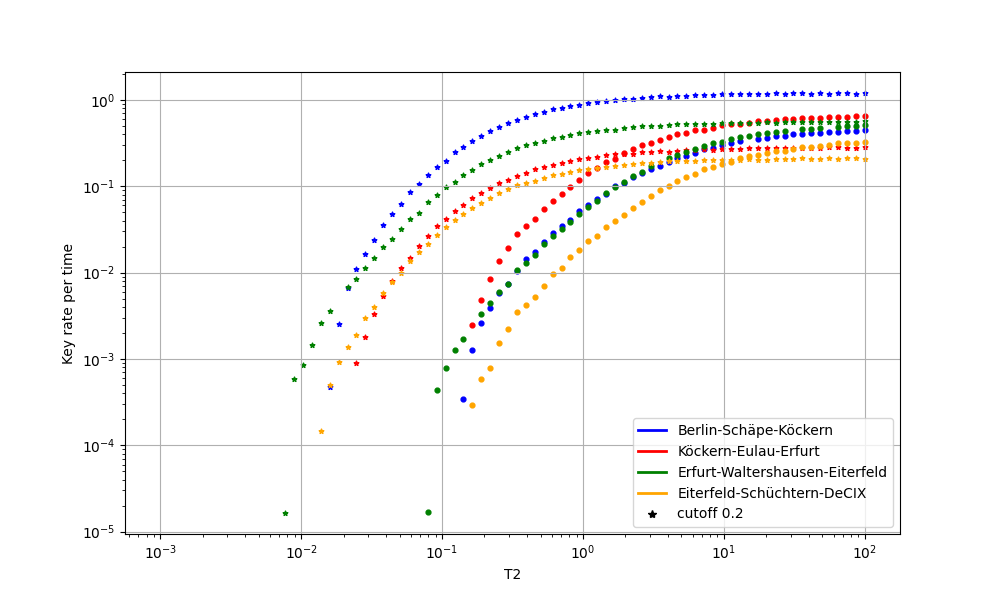 10⁰
10⁻¹
10⁻²
10⁻³
10⁻⁴
10⁻⁵
Key rate per time
Berlin-Schäpe-Köckern
Köckern-Eulau-Erfurt
Erfurt-Waltershausen-Eiterfeld
Eiterfeld-Schüchtern-DeCIX
cutoff 0.2
10⁻³ 10⁻² 10⁻¹ 10⁰ 10¹ 10²
T2